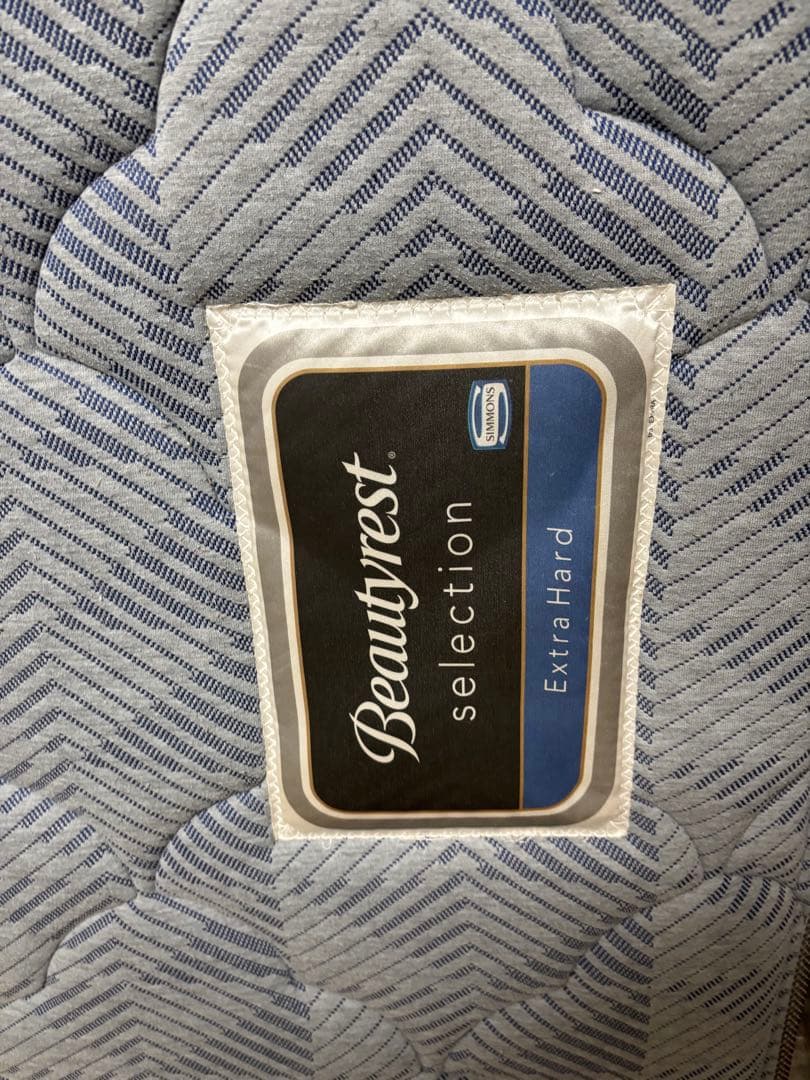 SIMMONS
Beautyrest®
selection
Extra Hard